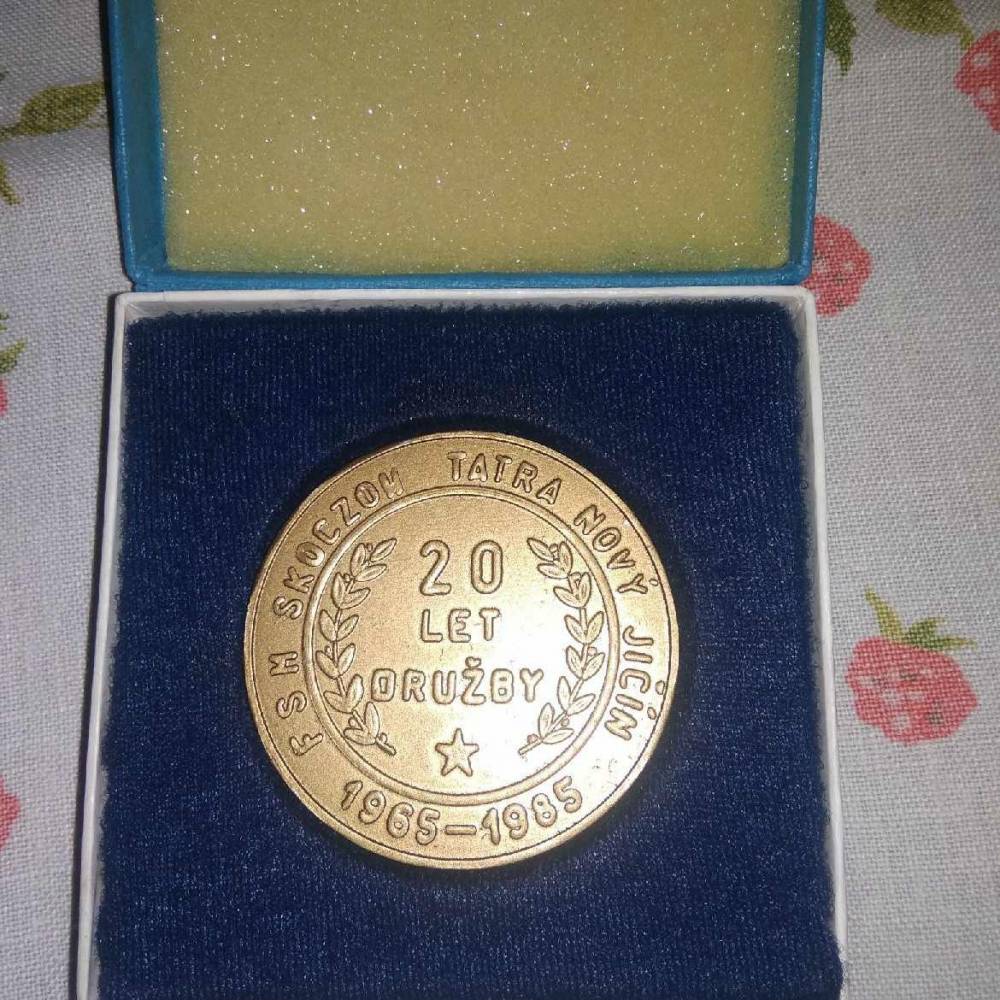 FSM SKOCZOW TATRA NOVÝ JIČÍN
20
LET
DRUŽBY
1965-1985